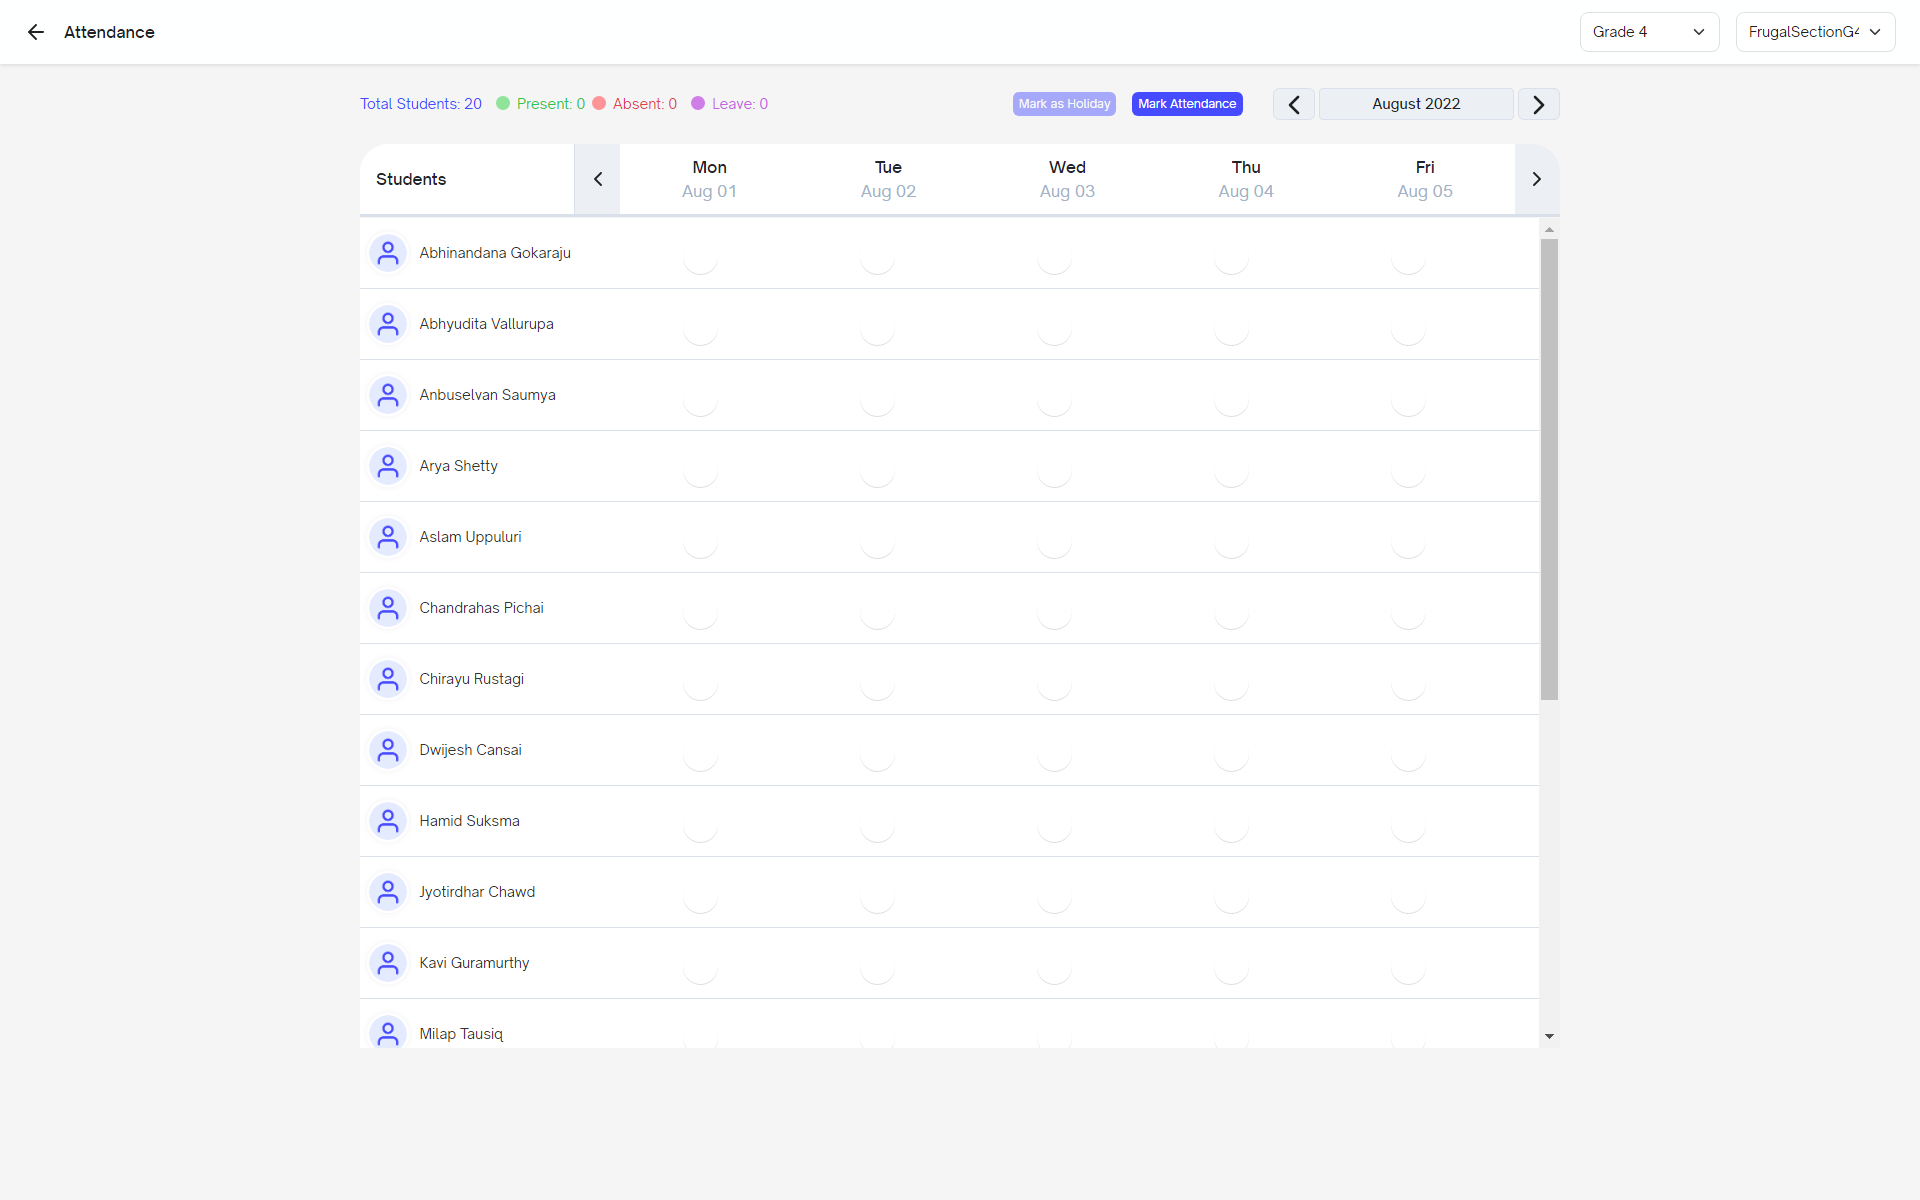 Attendance
Grade 4
FrugalSectionG4
Total Students: 20
Present: 0
Absent: 0
Leave: 0
Mark as Holiday
Mark Attendance
August 2022
Students
Mon
Aug 01
Tue
Aug 02
Wed
Aug 03
Thu
Aug 04
Fri
Aug 05
Abhinandana Gokaraju
Abhyudita Vallurupa
Anbuselvan Saumya
Arya Shetty
Aslam Uppuluri
Chandrahas Pichai
Chirayu Rustagi
Dwijesh Cansai
Hamid Suksma
Jyotirdhar Chawd
Kavi Guramurthy
Milap Tausiq